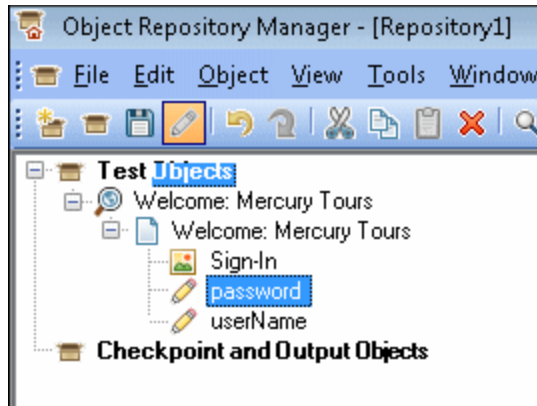 Object Repository Manager - [Repository1]
File Edit Object View Tools Window
Test Objects
Welcome: Mercury Tours
Welcome: Mercury Tours
Sign-In
password
userName
Checkpoint and Output Objects